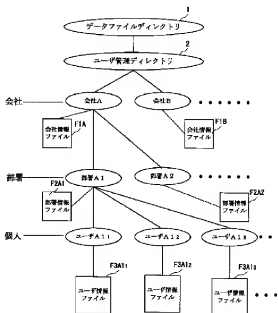 1
データファイルディレクトリ
2
ユーザ管理ディレクトリ
会社
会社A
会社B
・・・・・・
F1A
F1B
会社情報
ファイル
会社情報
ファイル
部署
部署A1
部署A2
・・・・・・
F2A1
F2A2
部署情報
ファイル
部署情報
ファイル
個人
ユーザA11
ユーザA12
ユーザA13
・・
F3A11
F3A12
F3A13
ユーザ情報
ファイル
ユーザ情報
ファイル
ユーザ情報
ファイル
・・・